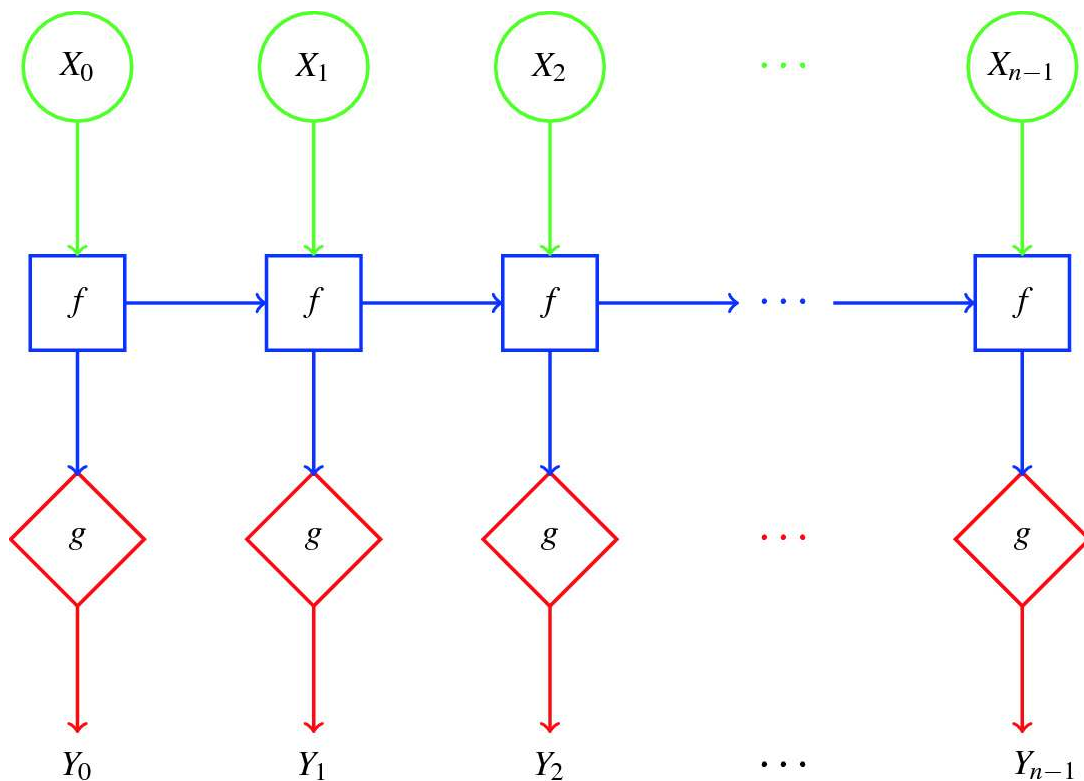 X₀ X₁ X₂ ··· Xₙ₋₁
f f f ··· f
g g g ··· g
Y₀ Y₁ Y₂ ··· Yₙ₋₁